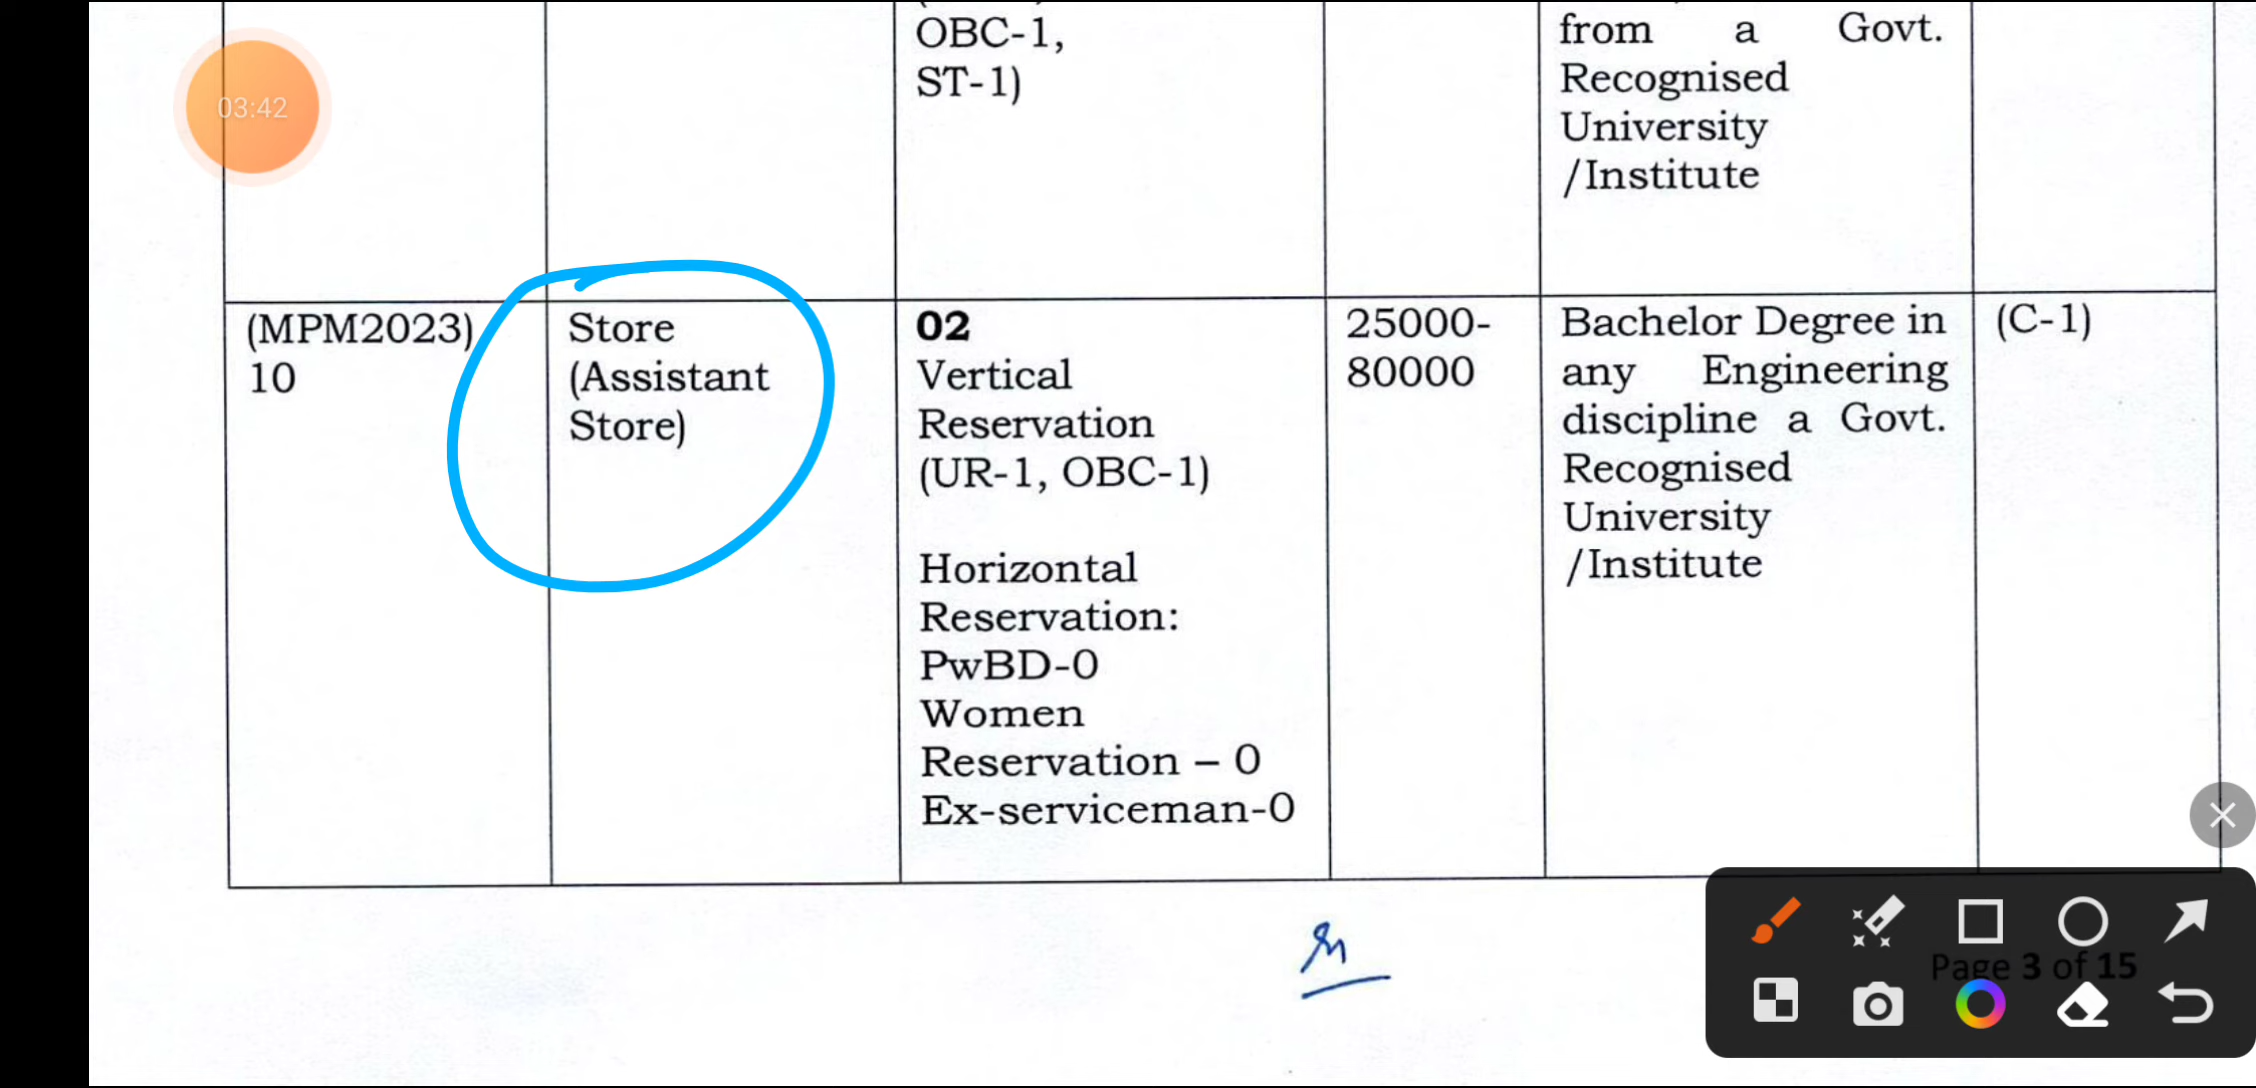 03:42
OBC-1,
ST-1)
from a Govt.
Recognised
University
/Institute
(MPM2023)
10
Store
(Assistant
Store)
02
Vertical
Reservation
(UR-1, OBC-1)
Horizontal
Reservation:
PwBD-0
Women
Reservation – 0
Ex-serviceman-0
25000-
80000
Bachelor Degree in
any Engineering
discipline a Govt.
Recognised
University
/Institute
(C-1)
Page 3 of 15